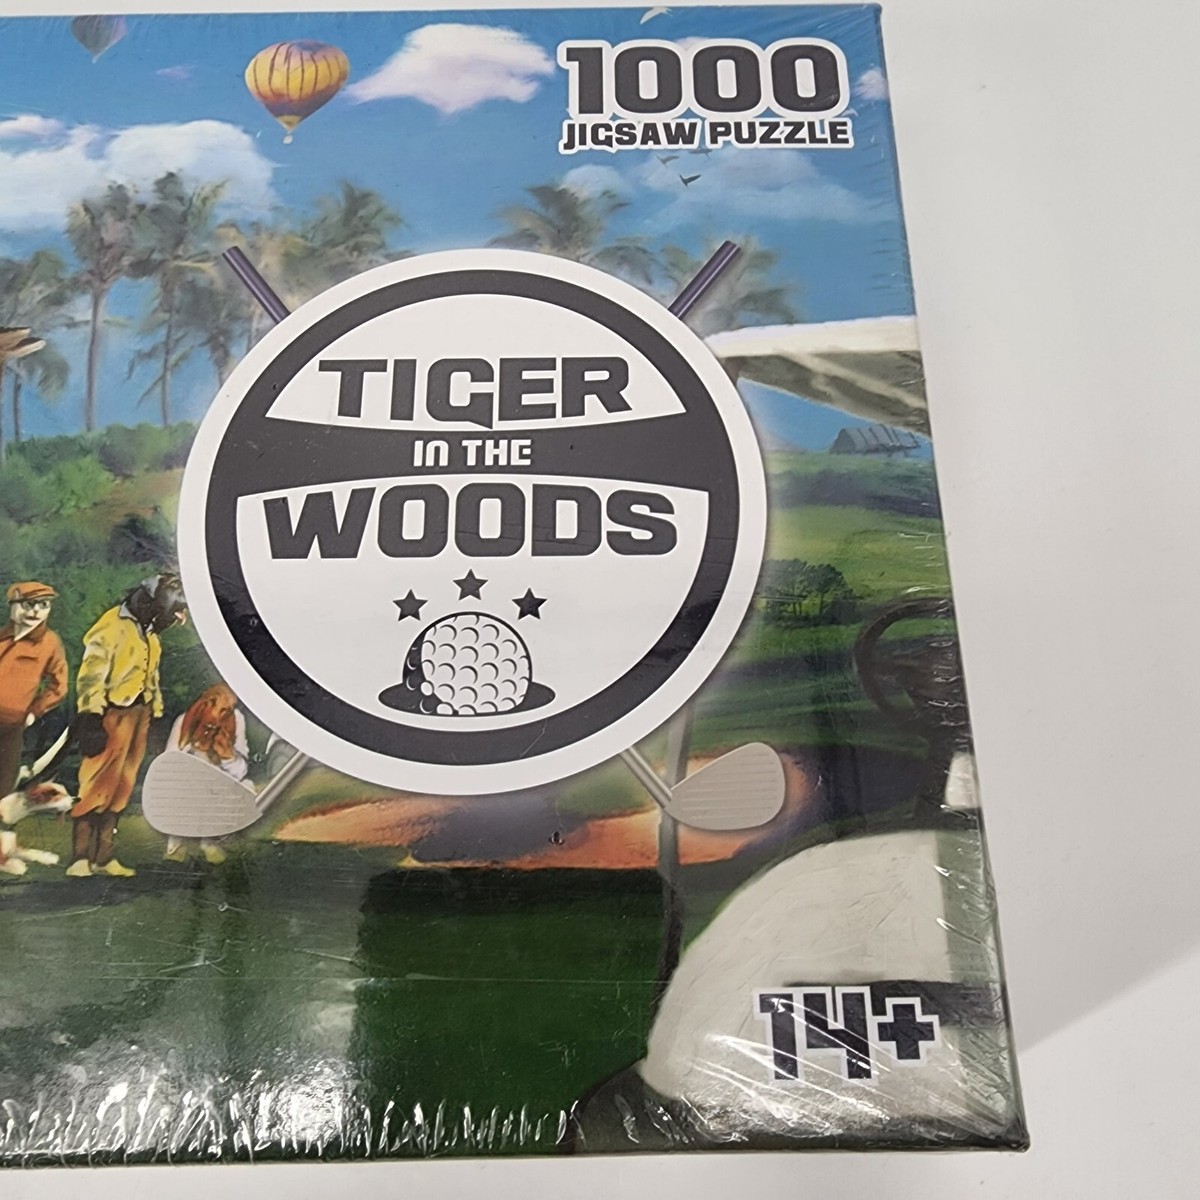 1000
JIGSAW PUZZLE
TIGER
IN THE
WOODS
14+